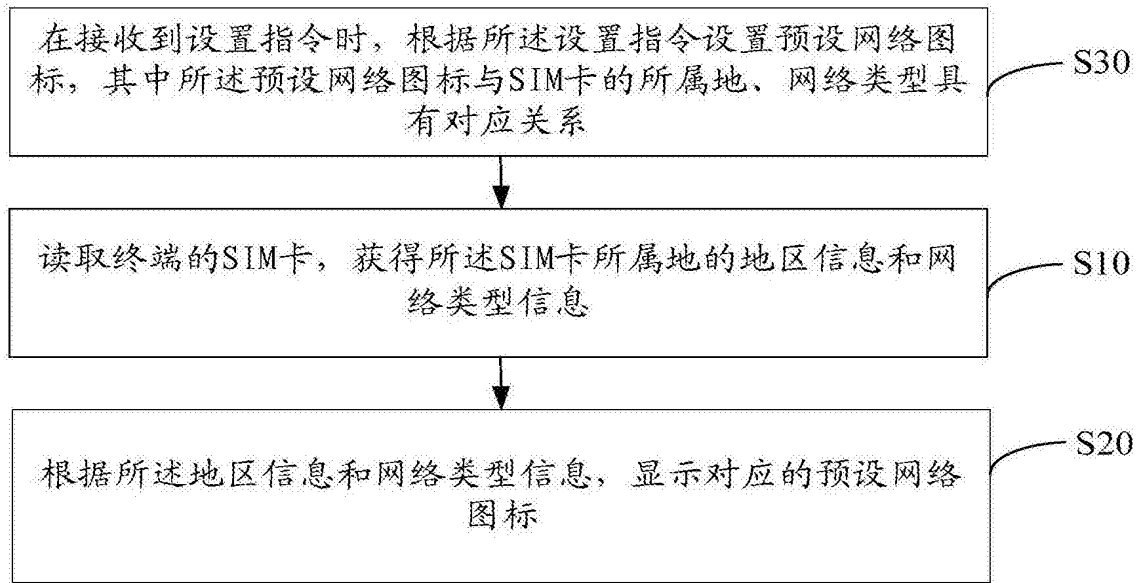 在接收到设置指令时，根据所述设置指令设置预设网络图
标，其中所述预设网络图标与SIM卡的所属地、网络类型具
有对应关系
S30
读取终端的SIM卡，获得所述SIM卡所属地的地区信息和网
络类型信息
S10
根据所述地区信息和网络类型信息，显示对应的预设网络
图标
S20